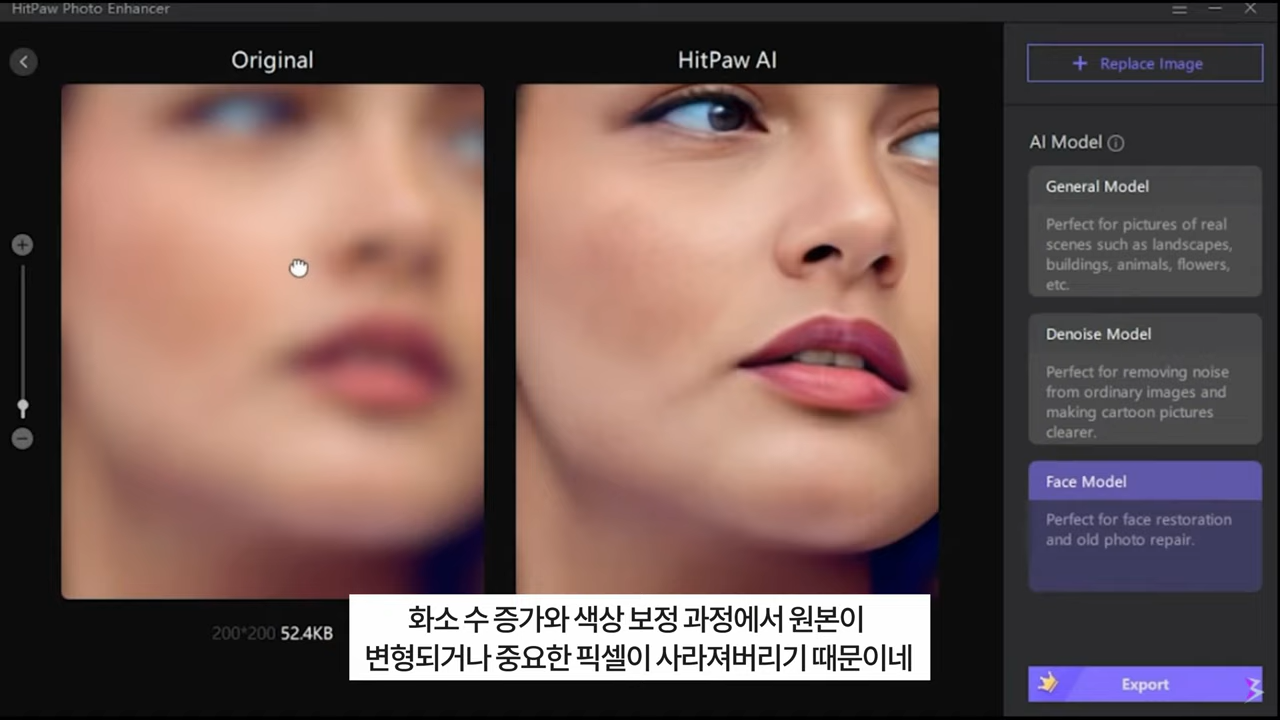 HitPaw Photo Enhancer
Original
HitPaw AI
Replace Image
AI Model
General Model
Perfect for pictures of real
scenes such as landscapes,
buildings, animals, flowers,
etc.
Denoise Model
Perfect for removing noise
from ordinary images and
making cartoon pictures
clearer.
Face Model
Perfect for face restoration
and old photo repair.
200*200 52.4KB
화소 수 증가와 색상 보정 과정에서 원본이
변형되거나 중요한 픽셀이 사라져버리기 때문이네
Export